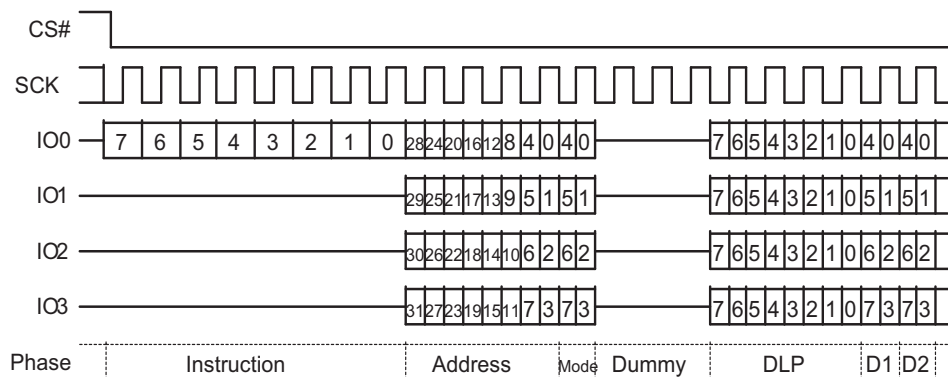 CS#
SCK
IO0 7 6 5 4 3 2 1 0 28 24 20 16 12 8 4 0 4 0 7 6 5 4 3 2 1 0 4 0 4 0
IO1 29 25 21 17 13 9 5 1 5 1 7 6 5 4 3 2 1 0 5 1 5 1
IO2 30 26 22 18 14 10 6 2 6 2 7 6 5 4 3 2 1 0 6 2 6 2
IO3 31 27 23 19 15 11 7 3 7 3 7 6 5 4 3 2 1 0 7 3 7 3
Phase Instruction Address Mode Dummy DLP D1 D2